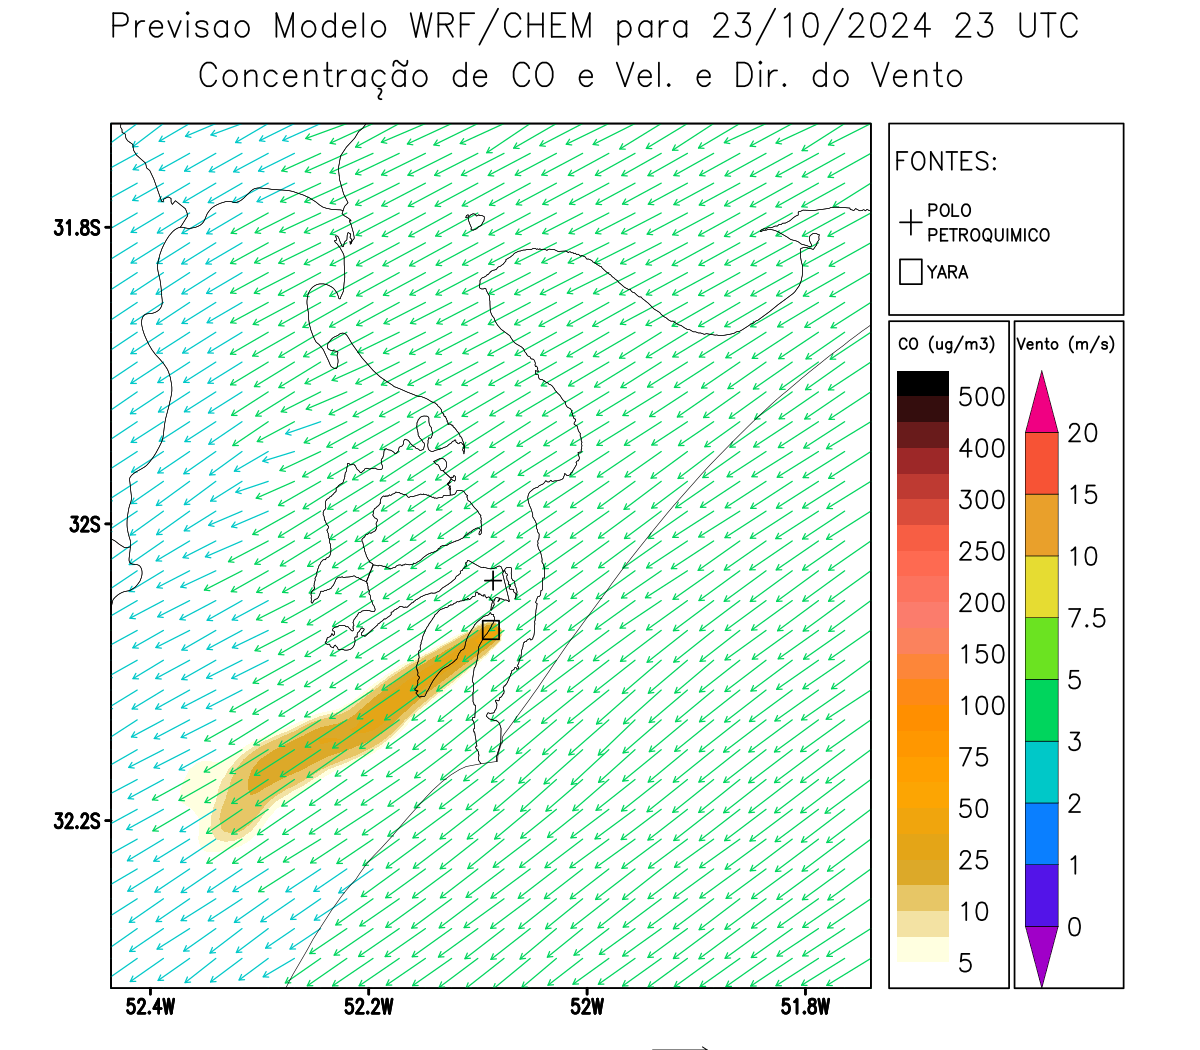 Previsao Modelo WRF/CHEM para 23/10/2024 23 UTC
Concentração de CO e Vel. e Dir. do Vento
FONTES:
POLO
PETROQUIMICO
YARA
CO (ug/m3)
500
400
300
250
200
150
100
75
50
25
10
5
Vento (m/s)
20
15
10
7.5
5
3
2
1
0
31.8S
32S
32.2S
52.4W
52.2W
52W
51.8W